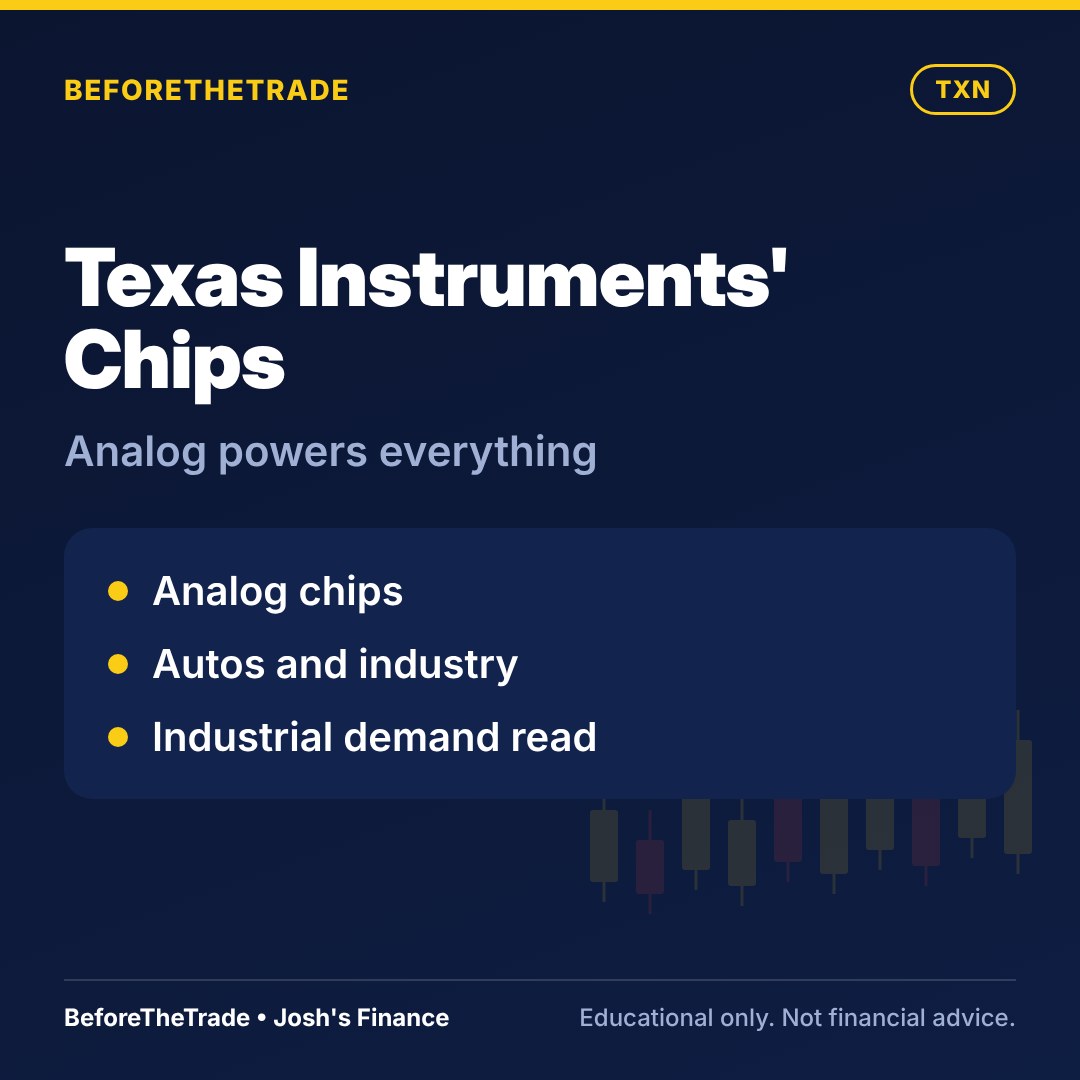 BEFORETHETRADE
TXN
Texas Instruments'
Chips
Analog powers everything
Analog chips
Autos and industry
Industrial demand read
BeforeTheTrade • Josh's Finance
Educational only. Not financial advice.